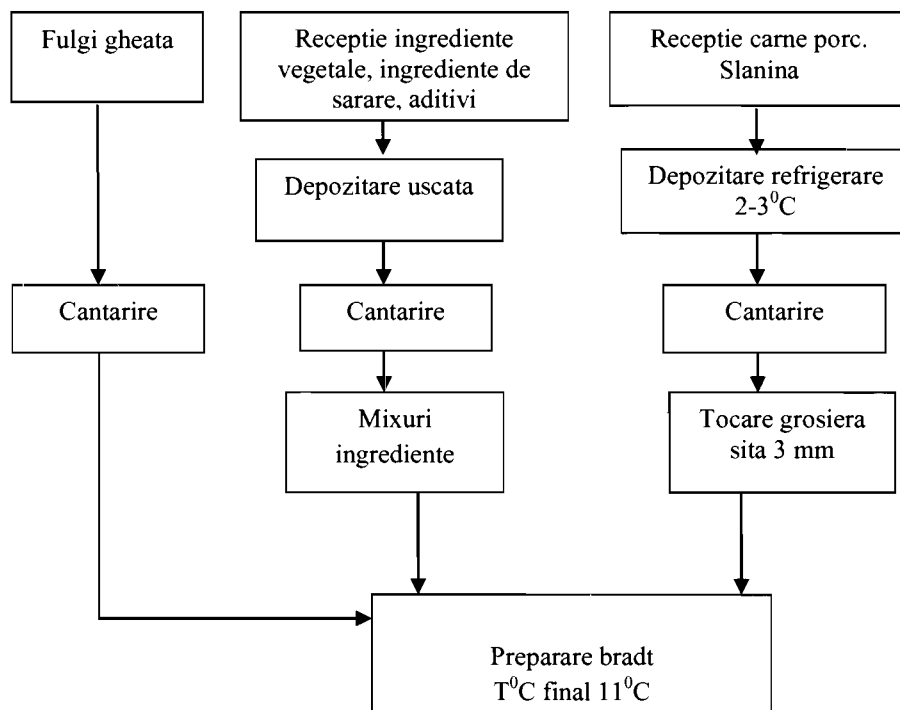 Fulgi gheata
Receptie ingrediente
vegetale, ingrediente de
sarare, aditivi
Receptie carne porc.
Slanina
Depozitare uscata
Depozitare refrigerare
2-3⁰C
Cantarire
Cantarire
Cantarire
Mixuri
ingrediente
Tocare grosiera
sita 3 mm
Preparare bradt
T⁰C final 11⁰C